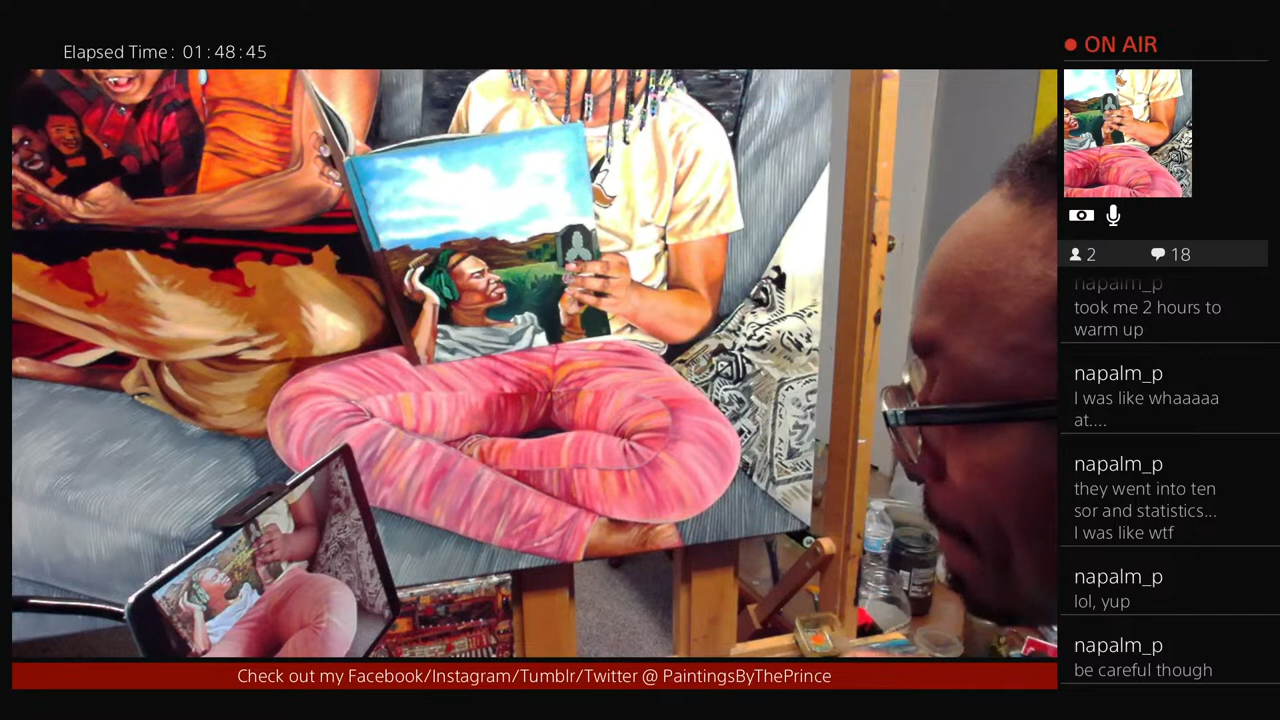 Elapsed Time: 01:48:45
ON AIR
2
18
napalm_p
took me 2 hours to
warm up
napalm_p
I was like whaaaaa
at....
napalm_p
they went into ten
sor and statistics...
I was like wtf
napalm_p
lol, yup
napalm_p
be careful though
Check out my Facebook/Instagram/Tumblr/Twitter @ PaintingsByThePrince